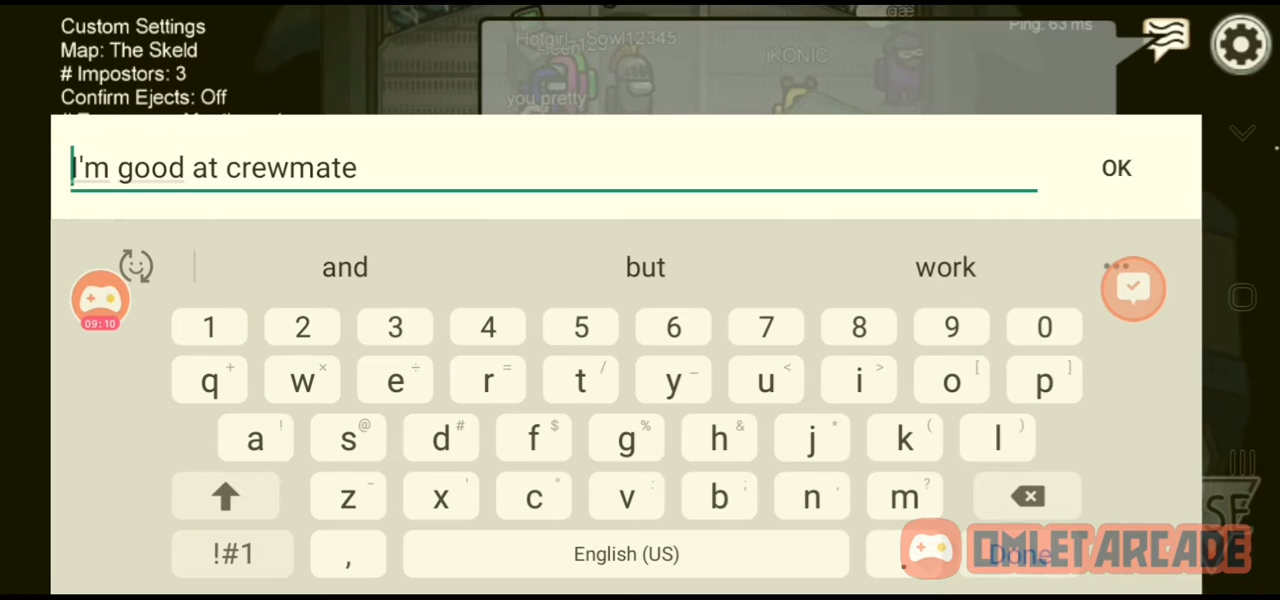 Custom Settings
Map: The Skeld
# Impostors: 3
Confirm Ejects: Off
Ping: 63 ms
Sowl12345
iKONIC
you pretty
I'm good at crewmate
OK
and but work
09:10
1 2 3 4 5 6 7 8 9 0
q + w × e ÷ r = t / y _ u < i > o [ p ]
a ! s @ d # f $ g % h & j * k ( l )
z - x ' c " v : b ; n , m ?
!#1 , English (US) . Done
OMLET ARCADE